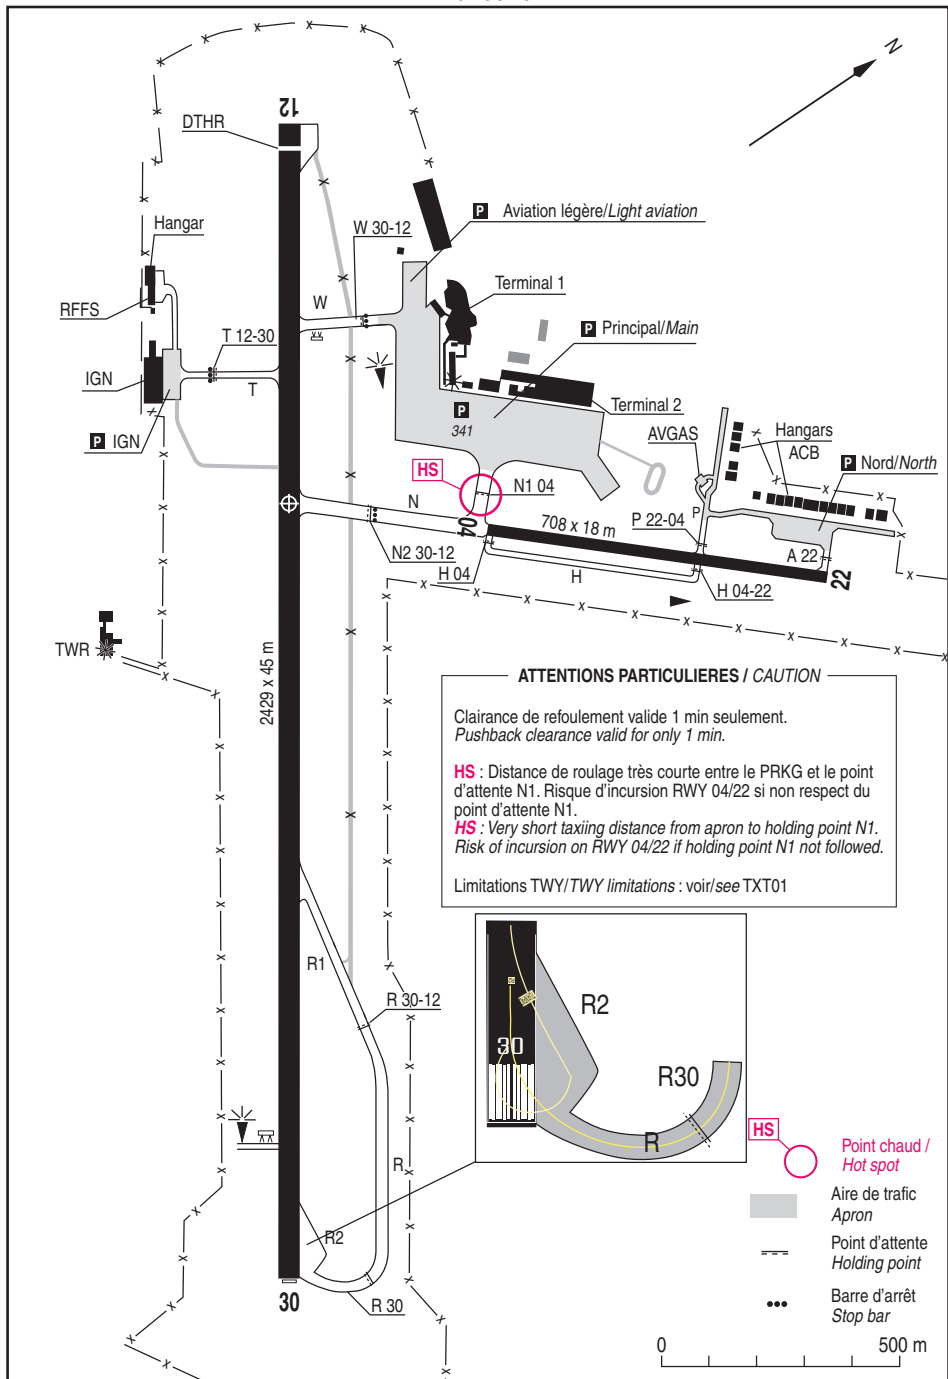 N
12
DTHR
P Aviation légère/Light aviation
W 30-12
Hangar
Terminal 1
RFFS
W
P Principal/Main
T 12-30
IGN
T
Terminal 2
P IGN
P
341
AVGAS
Hangars
ACB
HS
P Nord/North
N1 04
N
04
708 x 18 m
P
P 22-04
N2 30-12
A 22
H 04
H
22
H 04-22
TWR
2429 x 45 m
ATTENTIONS PARTICULIERES / CAUTION
Clairance de refoulement valide 1 min seulement.
Pushback clearance valid for only 1 min.
HS : Distance de roulage très courte entre le PRKG et le point
d'attente N1. Risque d'incursion RWY 04/22 si non respect du
point d'attente N1.
HS : Very short taxiing distance from apron to holding point N1.
Risk of incursion on RWY 04/22 if holding point N1 not followed.
Limitations TWY/TWY limitations : voir/see TXT01
R1
R 30-12
R2
30
R30
R
HS
Point chaud /
Hot spot
R
Aire de trafic
Apron
R2
Point d'attente
Holding point
30
R 30
Barre d'arrêt
Stop bar
0
500 m